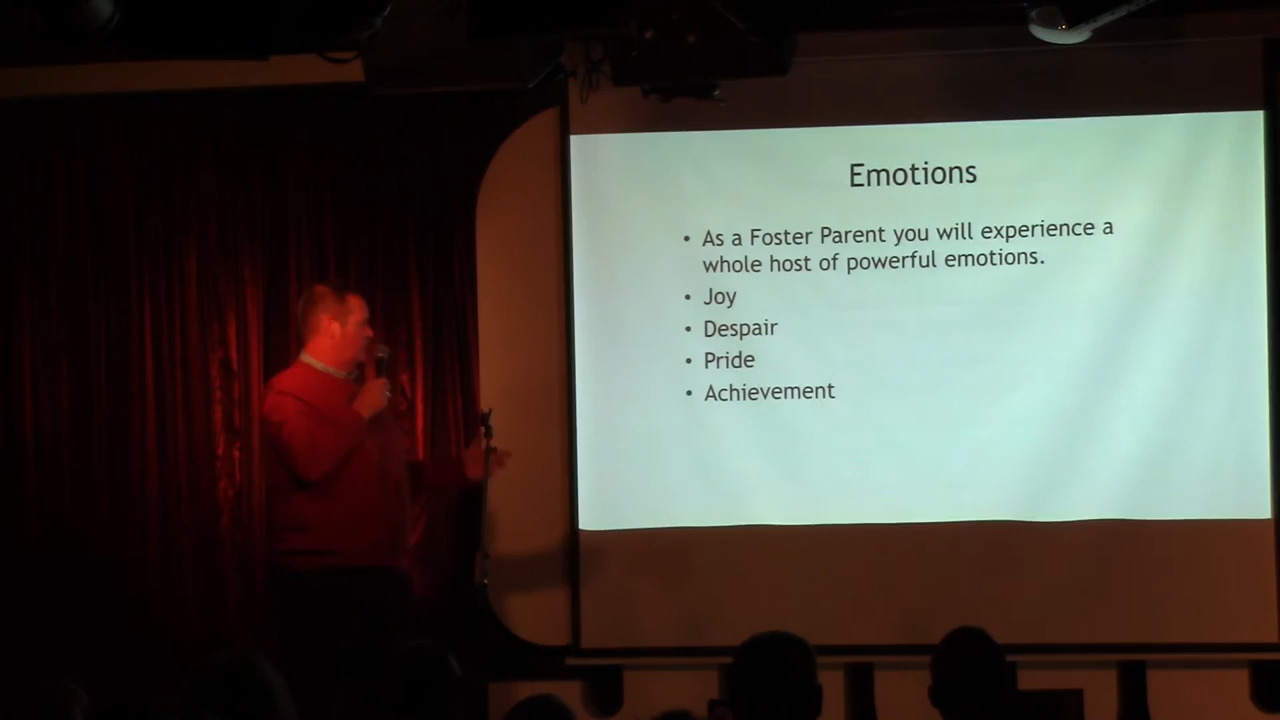 Emotions
• As a Foster Parent you will experience a
whole host of powerful emotions.
• Joy
• Despair
• Pride
• Achievement